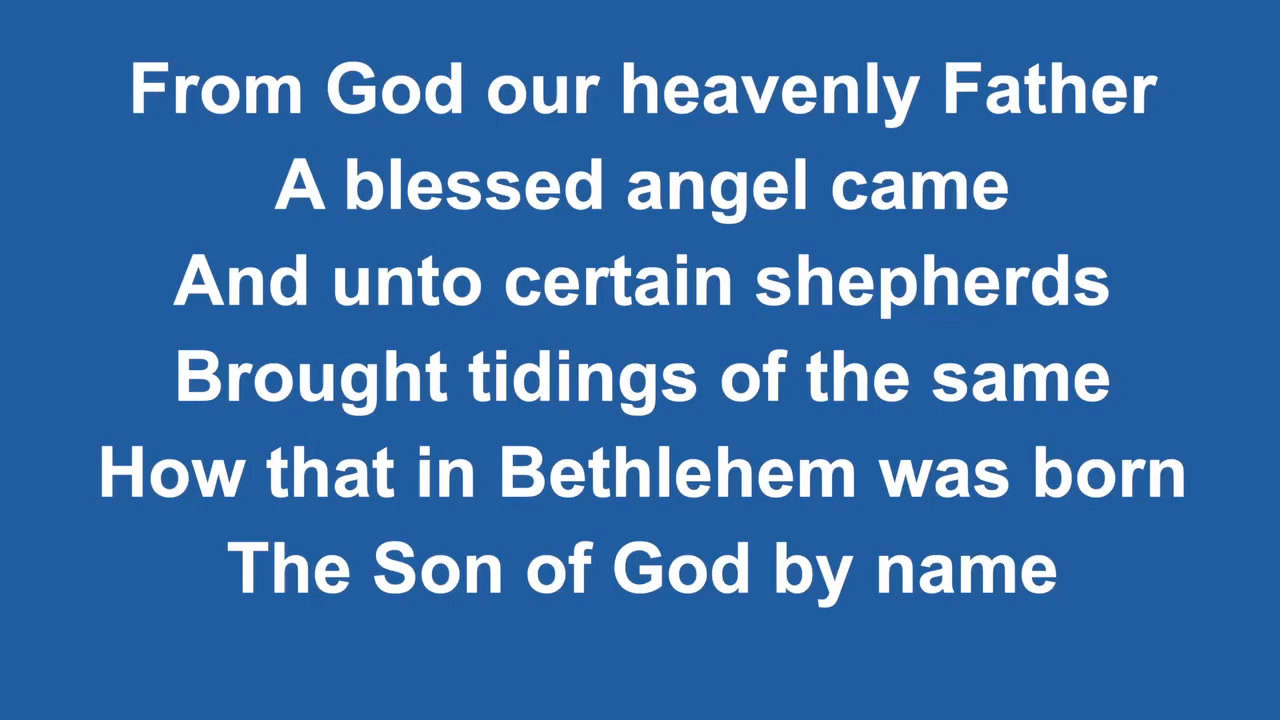 From God our heavenly Father
A blessed angel came
And unto certain shepherds
Brought tidings of the same
How that in Bethlehem was born
The Son of God by name